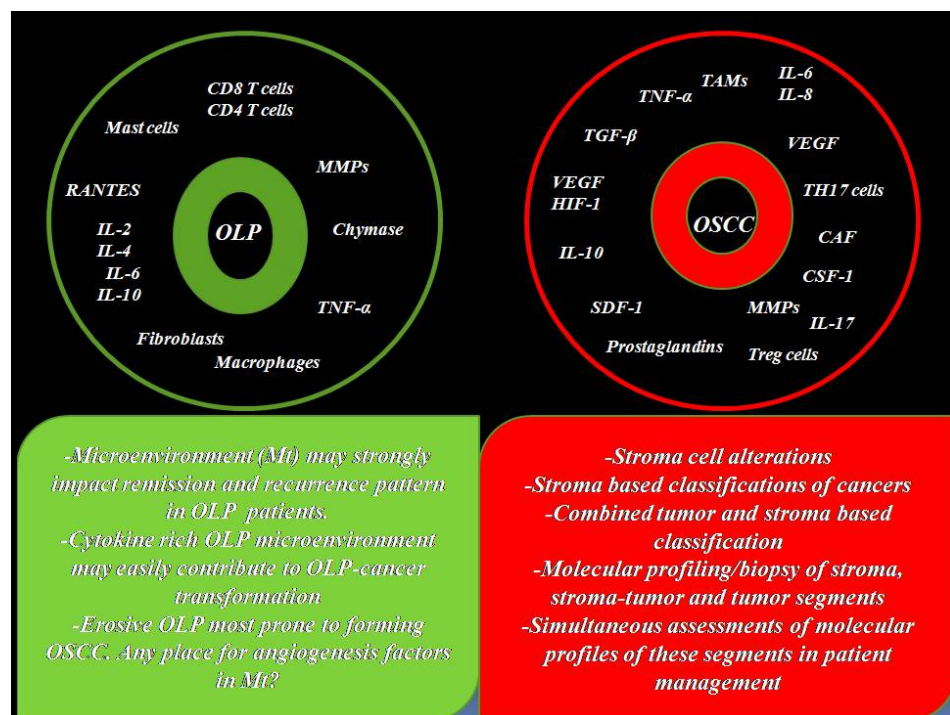 CD8 T cells
CD4 T cells
Mast cells
MMPs
RANTES
OLP
Chymase
IL-2
IL-4
IL-6
IL-10
TNF-α
Fibroblasts
Macrophages
TAMs
IL-6
IL-8
TNF-α
TGF-β
VEGF
VEGF
HIF-1
TH17 cells
OSCC
CAF
IL-10
CSF-1
SDF-1
MMPs
IL-17
Prostaglandins
Treg cells
-Microenvironment (Mt) may strongly
impact remission and recurrence pattern
in OLP patients.
-Cytokine rich OLP microenvironment
may easily contribute to OLP-cancer
transformation
-Erosive OLP most prone to forming
OSCC. Any place for angiogenesis factors
in Mt?
-Stroma cell alterations
-Stroma based classifications of cancers
-Combined tumor and stroma based
classification
-Molecular profiling/biopsy of stroma,
stroma-tumor and tumor segments
-Simultaneous assessments of molecular
profiles of these segments in patient
management